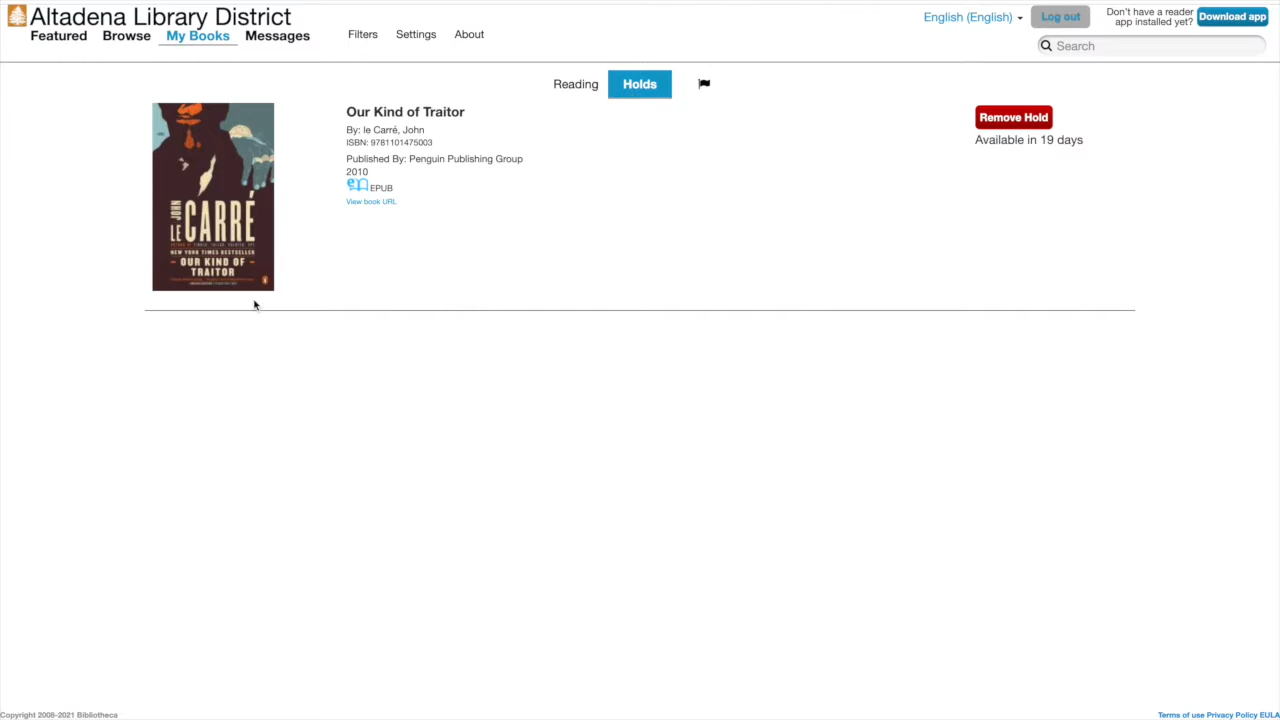 Altadena Library District
Featured Browse My Books Messages
Filters Settings About
English (English)
Log out
Don't have a reader
app installed yet?
Download app
Search
Reading Holds
Our Kind of Traitor
By: le Carré, John
ISBN: 9781101475003
Published By: Penguin Publishing Group
2010
EPUB
View book URL
Remove Hold
Available in 19 days
JOHN
LE CARRÉ
NEW YORK TIMES BESTSELLER
OUR KIND OF
TRAITOR
Copyright 2008-2021 Bibliotheca
Terms of use Privacy Policy EULA